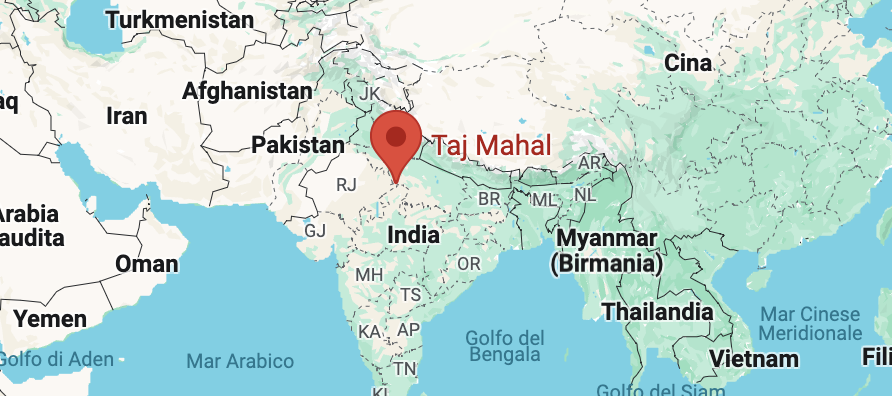 Turkmenistan
Cina
Afghanistan
JK
aq
Iran
Pakistan
Taj Mahal
AR
RJ
BR
ML
NL
Arabia
audita
GJ
India
Myanmar
(Birmania)
Oman
MH
OR
TS
Yemen
Thailandia
Mar Cinese
Meridionale
KA
AP
Golfo del
Bengala
Golfo di Aden
Mar Arabico
Vietnam
Fili
TN
KL
Golfo del Siam